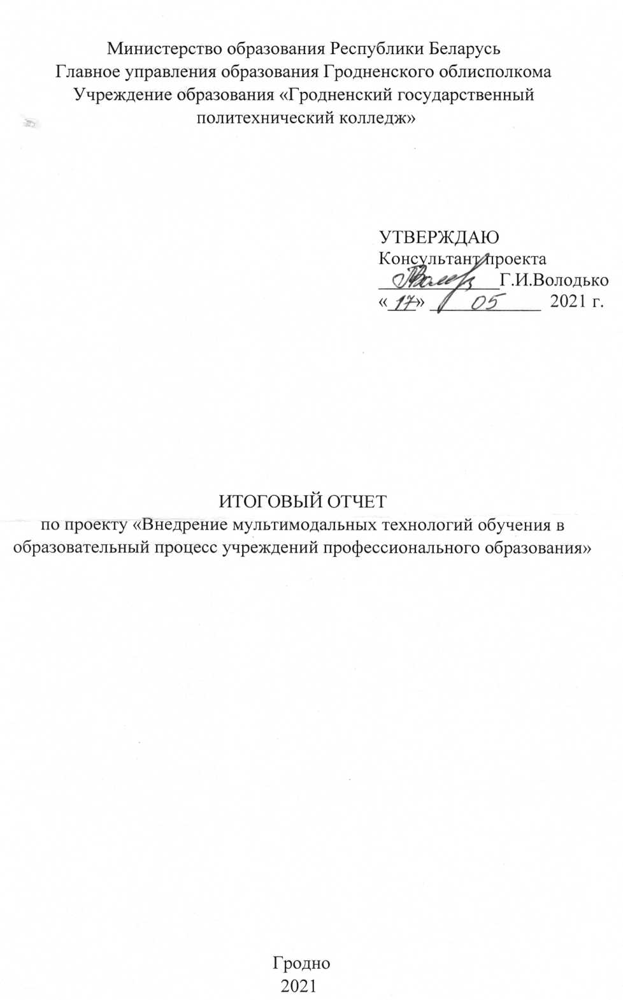 Министерство образования Республики Беларусь
Главное управления образования Гродненского облисполкома
Учреждение образования «Гродненский государственный
политехнический колледж»
УТВЕРЖДАЮ
Консультант проекта
Г.И.Володько
«17» 05 2021 г.
ИТОГОВЫЙ ОТЧЕТ
по проекту «Внедрение мультимодальных технологий обучения в
образовательный процесс учреждений профессионального образования»
Гродно
2021